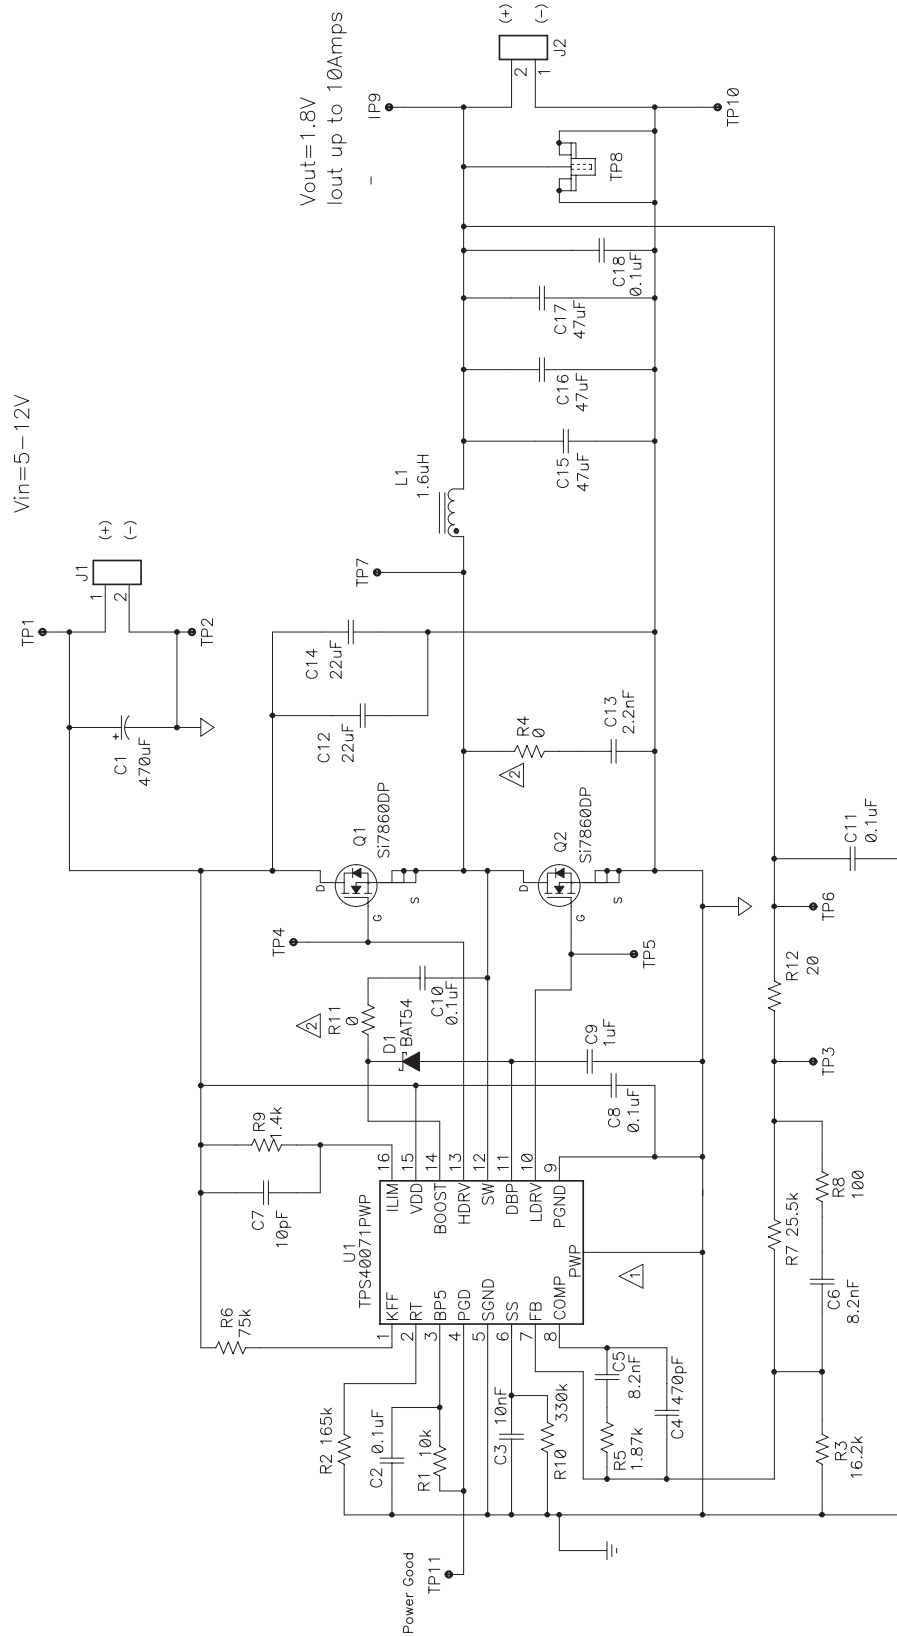 Vin=5-12V
Vout=1.8V
Iout up to 10Amps
-
TP1
J1
1
2
(+)
(-)
TP2
C1
470uF
+
C14
22uF
C12
22uF
TP7
L1
1.6uH
IP9
J2
2
1
(+)
(-)
TP10
TP8
C18
0.1uF
C17
47uF
C16
47uF
C15
47uF
R4
0
2
C13
2.2nF
Q1
Si7860DP
D
G
S
Q2
Si7860DP
D
G
S
TP4
TP5
R11
0
2
C10
0.1uF
D1
BAT54
C9
1uF
C8
0.1uF
R9
1.4k
C7
10pF
R6
75k
U1
TPS40071PWP
1
KFF
2
RT
3
BP5
4
PGD
5
SGND
6
SS
7
FB
8
COMP
16
ILIM
15
VDD
14
BOOST
13
HDRV
12
SW
11
DBP
10
LDRV
9
PGND
PWP
1
R2 165k
C2 0.1uF
R1 10k
C3 10nF
R10 330k
R5
1.87k
C5
8.2nF
C4 470pF
Power Good
TP11
R3
16.2k
R7 25.5k
C6
8.2nF
R8
100
TP3
R12
20
TP6
C11
0.1uF